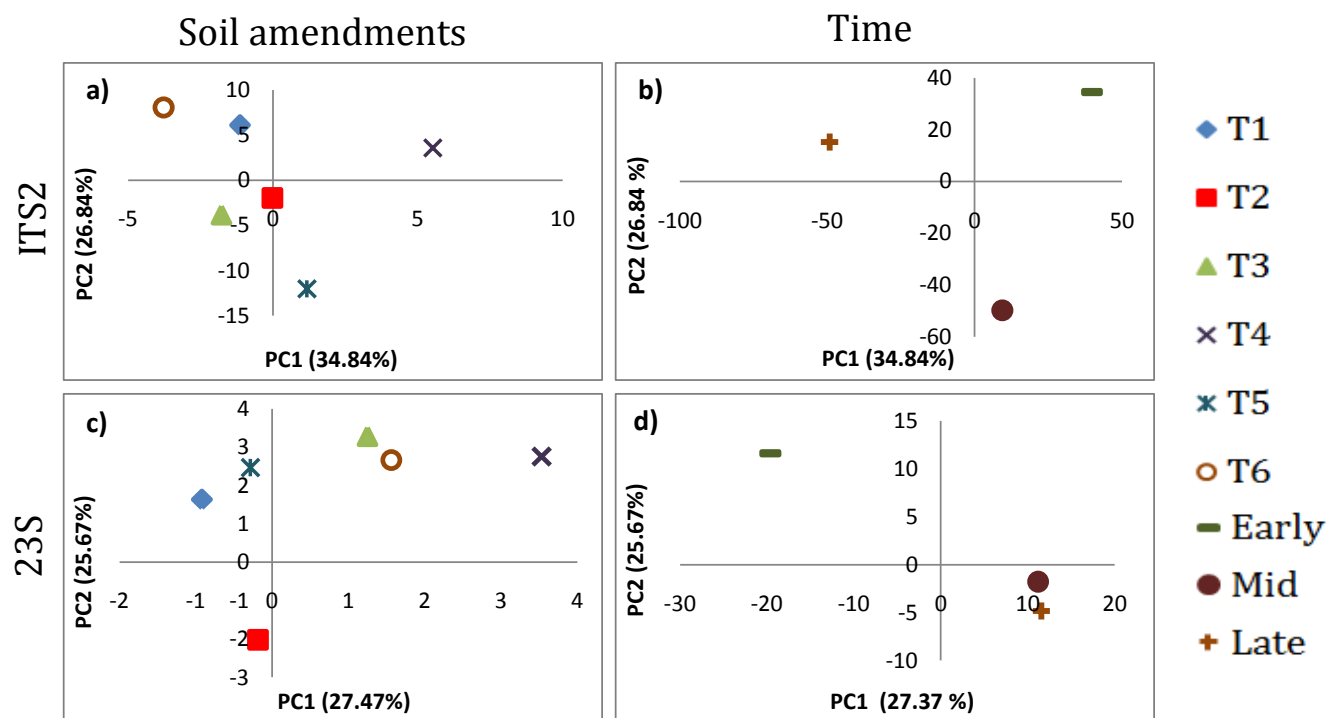 Soil amendments
Time
ITS2
a)
10
5
0
-5
-10
-15
-5
0
5
10
PC2 (26.84%)
PC1 (34.84%)
b)
40
20
0
-20
-40
-60
-100
-50
0
50
PC2 (26.84 %)
PC1 (34.84%)
23S
c)
4
3
2
1
0
-1
-2
-3
-2
-1
0
1
2
3
4
PC2 (25.67%)
PC1 (27.47%)
d)
15
10
5
0
-5
-10
-30
-20
-10
0
10
20
PC2 (25.67%)
PC1 (27.37 %)
T1
T2
T3
T4
T5
T6
Early
Mid
Late